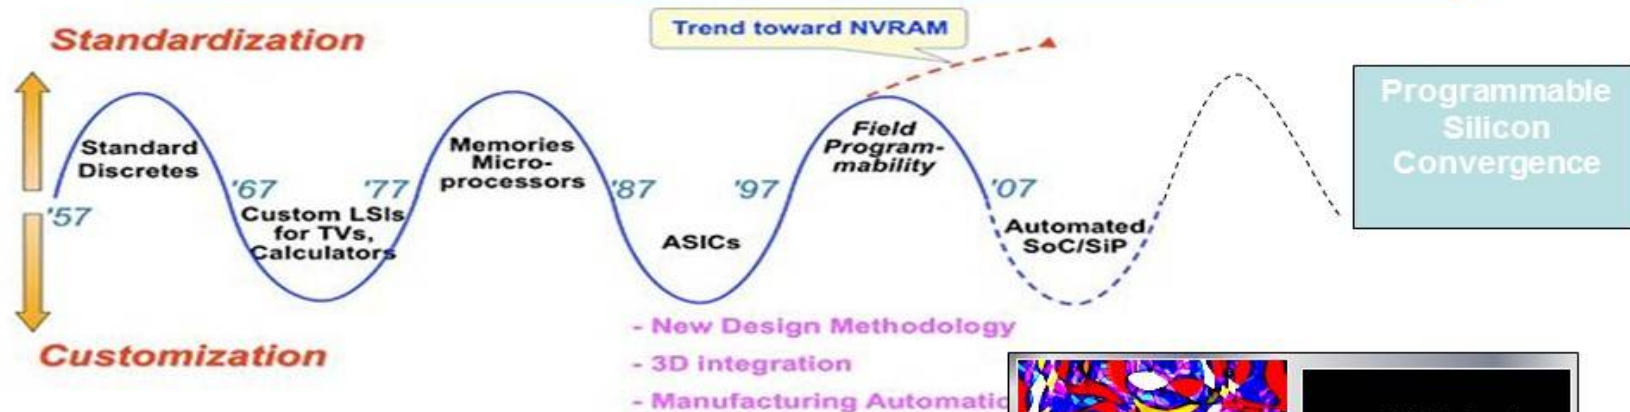 Standardization
Trend toward NVRAM
Programmable
Silicon
Convergence
Standard
Discretes
Memories
Micro-
processors
Field
Program-
mability
'57
'67
'77
'87
'97
'07
Custom LSIs
for TVs,
Calculators
ASICs
Automated
SoC/SiP
Customization
- New Design Methodology
- 3D integration
- Manufacturing